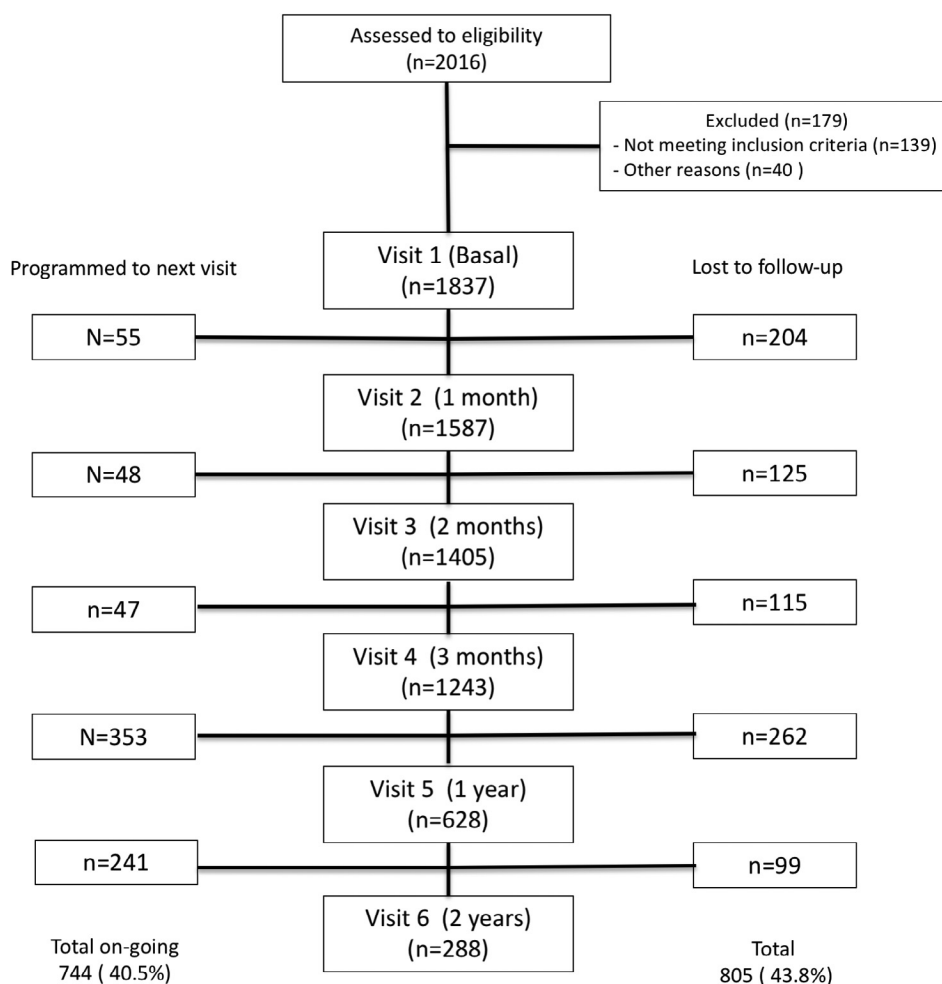 Assessed to eligibility
(n=2016)
Excluded (n=179)
- Not meeting inclusion criteria (n=139)
- Other reasons (n=40 )
Visit 1 (Basal)
(n=1837)
Programmed to next visit
Lost to follow-up
N=55
n=204
Visit 2 (1 month)
(n=1587)
N=48
n=125
Visit 3 (2 months)
(n=1405)
n=47
n=115
Visit 4 (3 months)
(n=1243)
N=353
n=262
Visit 5 (1 year)
(n=628)
n=241
n=99
Visit 6 (2 years)
(n=288)
Total on-going
744 ( 40.5%)
Total
805 ( 43.8%)